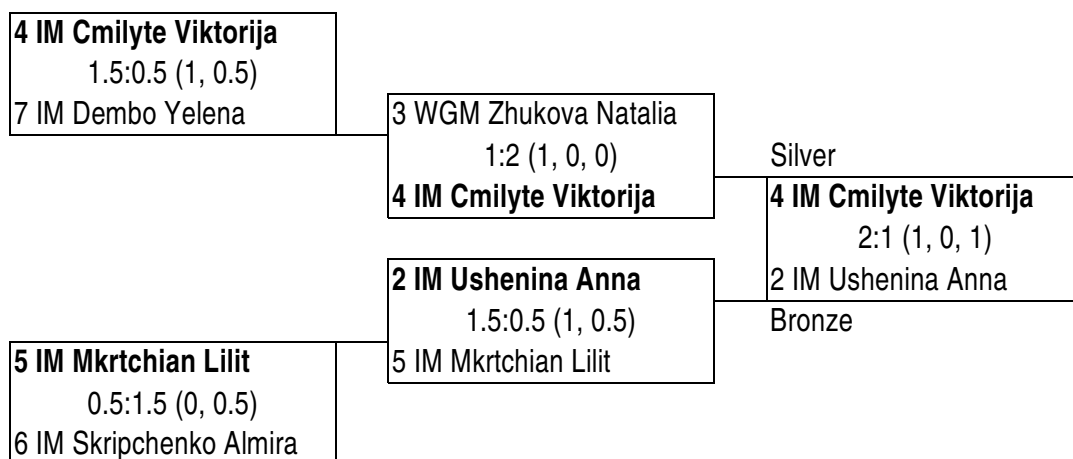 4 IM Cmilyte Viktorija
1.5:0.5 (1, 0.5)
7 IM Dembo Yelena
3 WGM Zhukova Natalia
1:2 (1, 0, 0)
4 IM Cmilyte Viktorija
Silver
4 IM Cmilyte Viktorija
2:1 (1, 0, 1)
2 IM Ushenina Anna
Bronze
2 IM Ushenina Anna
1.5:0.5 (1, 0.5)
5 IM Mkrtchian Lilit
5 IM Mkrtchian Lilit
0.5:1.5 (0, 0.5)
6 IM Skripchenko Almira